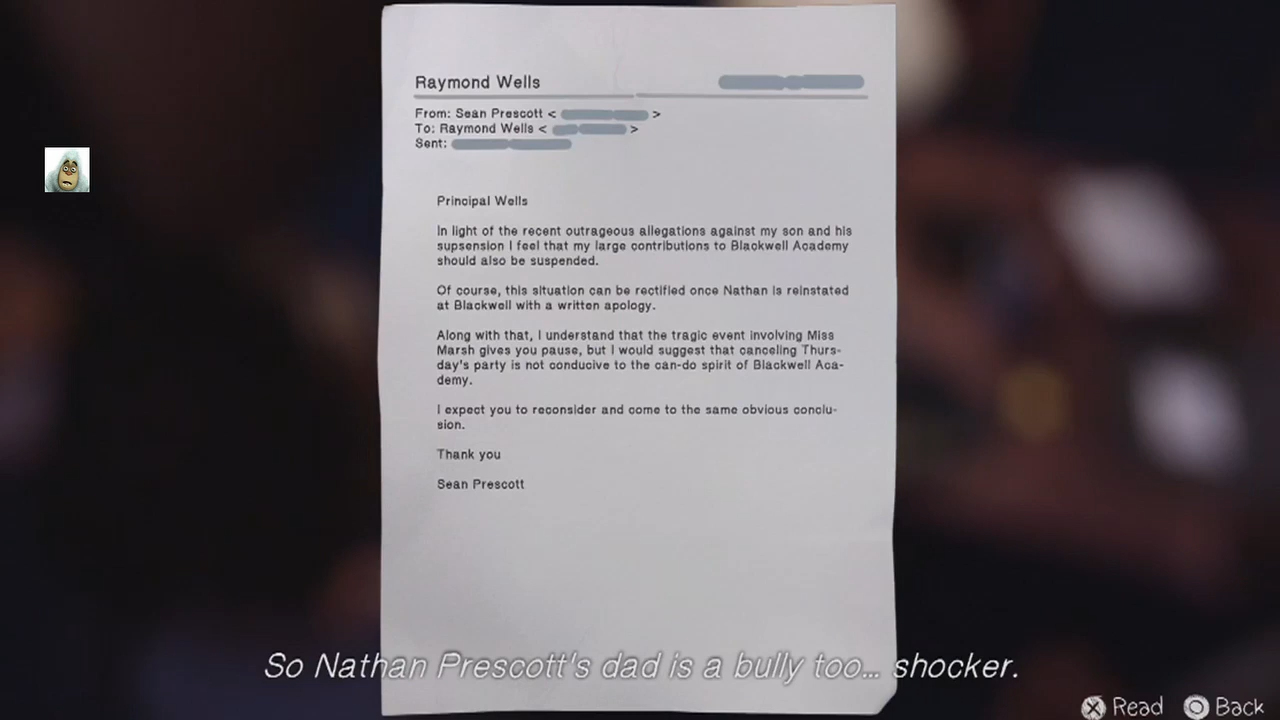 Raymond Wells
From: Sean Prescott < >
To: Raymond Wells < >
Sent:
Principal Wells
In light of the recent outrageous allegations against my son and his
supsension I feel that my large contributions to Blackwell Academy
should also be suspended.
Of course, this situation can be rectified once Nathan is reinstated
at Blackwell with a written apology.
Along with that, I understand that the tragic event involving Miss
Marsh gives you pause, but I would suggest that canceling Thurs-
day's party is not conducive to the can-do spirit of Blackwell Aca-
demy.
I expect you to reconsider and come to the same obvious conclu-
sion.
Thank you
Sean Prescott
So Nathan Prescott's dad is a bully too... shocker.
Read Back